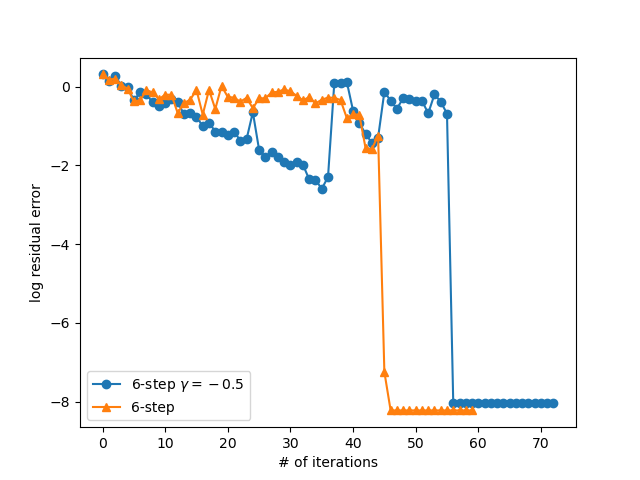 0
−2
−4
−6
−8
log residual error
6-step γ = −0.5
6-step
0 10 20 30 40 50 60 70
# of iterations